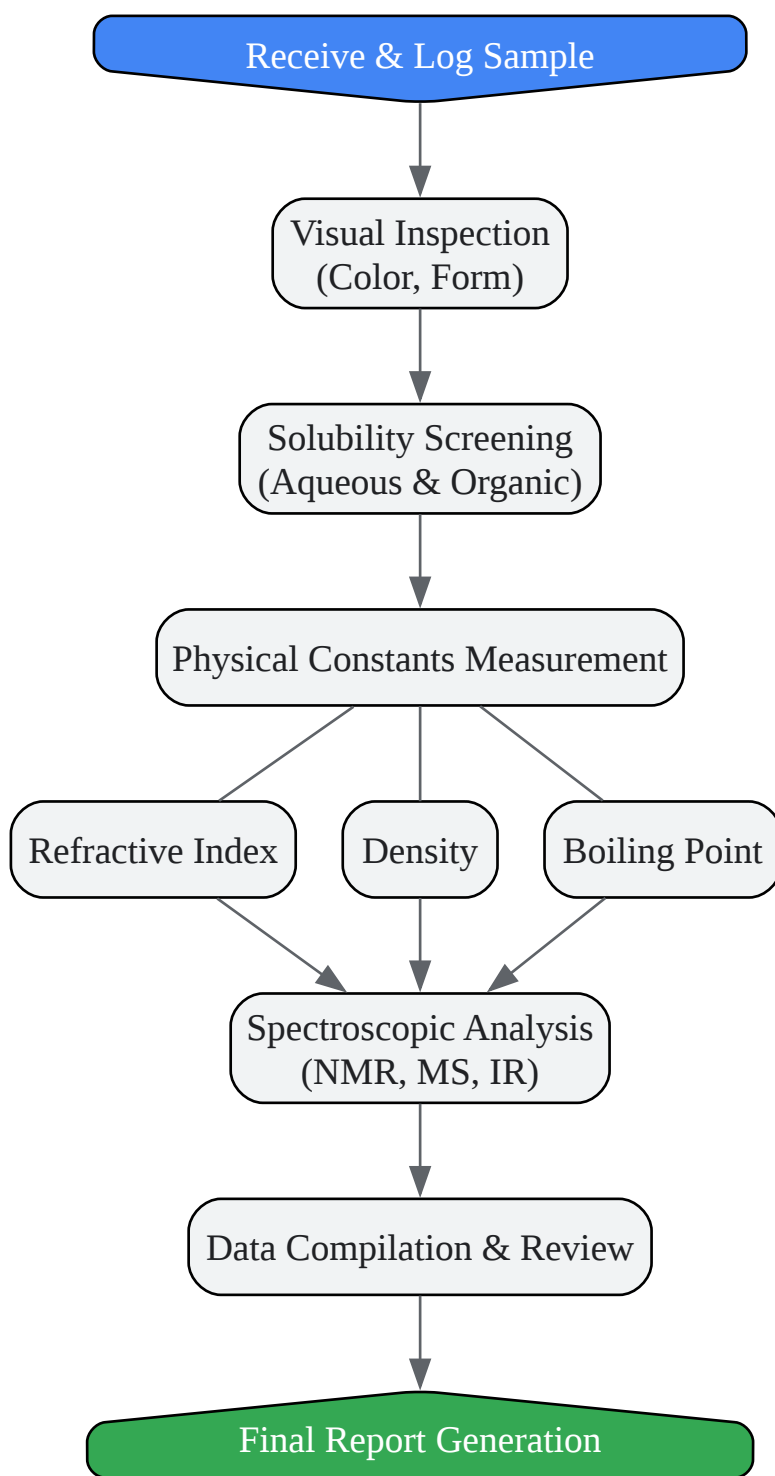 Receive & Log Sample
Visual Inspection
(Color, Form)
Solubility Screening
(Aqueous & Organic)
Physical Constants Measurement
Refractive Index
Density
Boiling Point
Spectroscopic Analysis
(NMR, MS, IR)
Data Compilation & Review
Final Report Generation